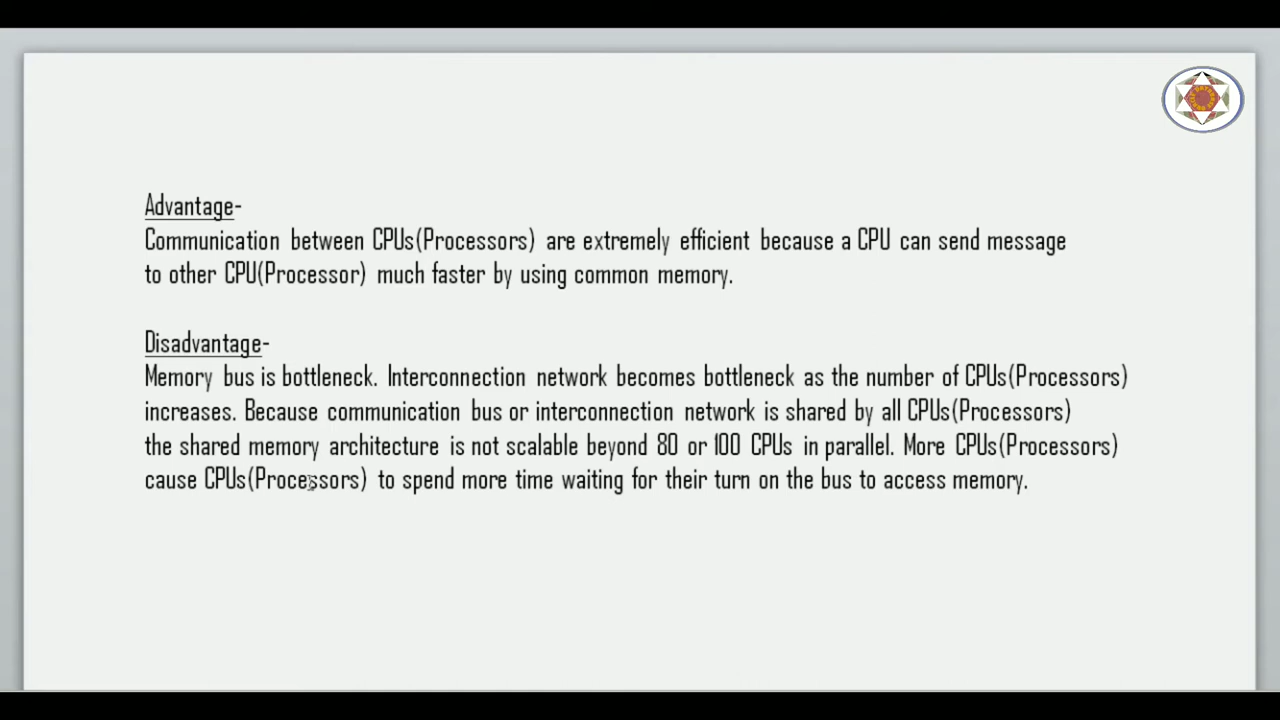 Advantage-
Communication between CPUs(Processors) are extremely efficient because a CPU can send message
to other CPU(Processor) much faster by using common memory.
Disadvantage-
Memory bus is bottleneck. Interconnection network becomes bottleneck as the number of CPUs(Processors)
increases. Because communication bus or interconnection network is shared by all CPUs(Processors)
the shared memory architecture is not scalable beyond 80 or 100 CPUs in parallel. More CPUs(Processors)
cause CPUs(Processors) to spend more time waiting for their turn on the bus to access memory.